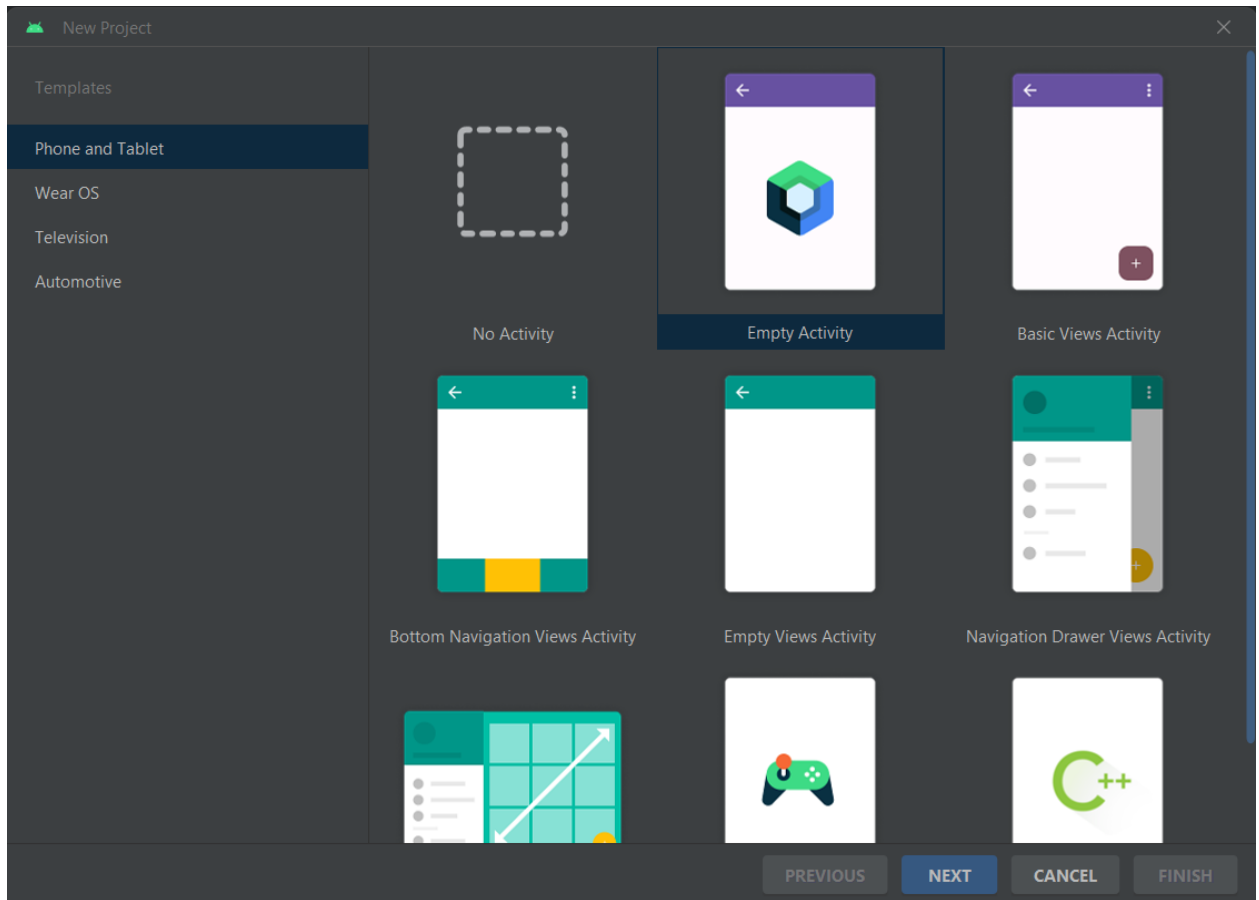 New Project
Templates
Phone and Tablet
Wear OS
Television
Automotive
No Activity
Empty Activity
Basic Views Activity
Bottom Navigation Views Activity
Empty Views Activity
Navigation Drawer Views Activity
C++
PREVIOUS
NEXT
CANCEL
FINISH